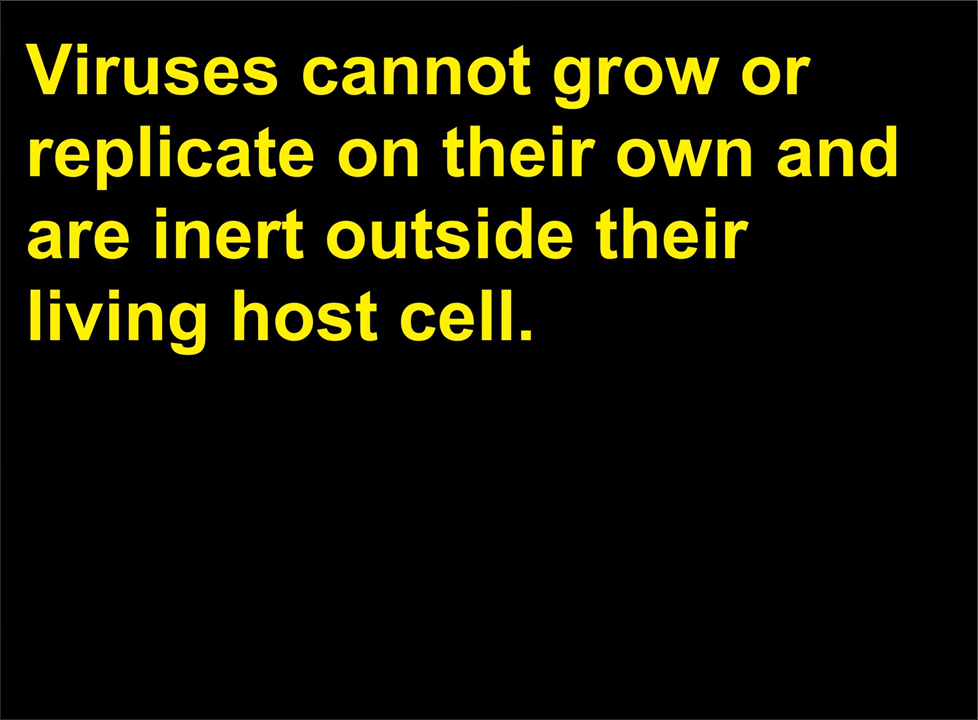 Viruses cannot grow or
replicate on their own and
are inert outside their
living host cell.